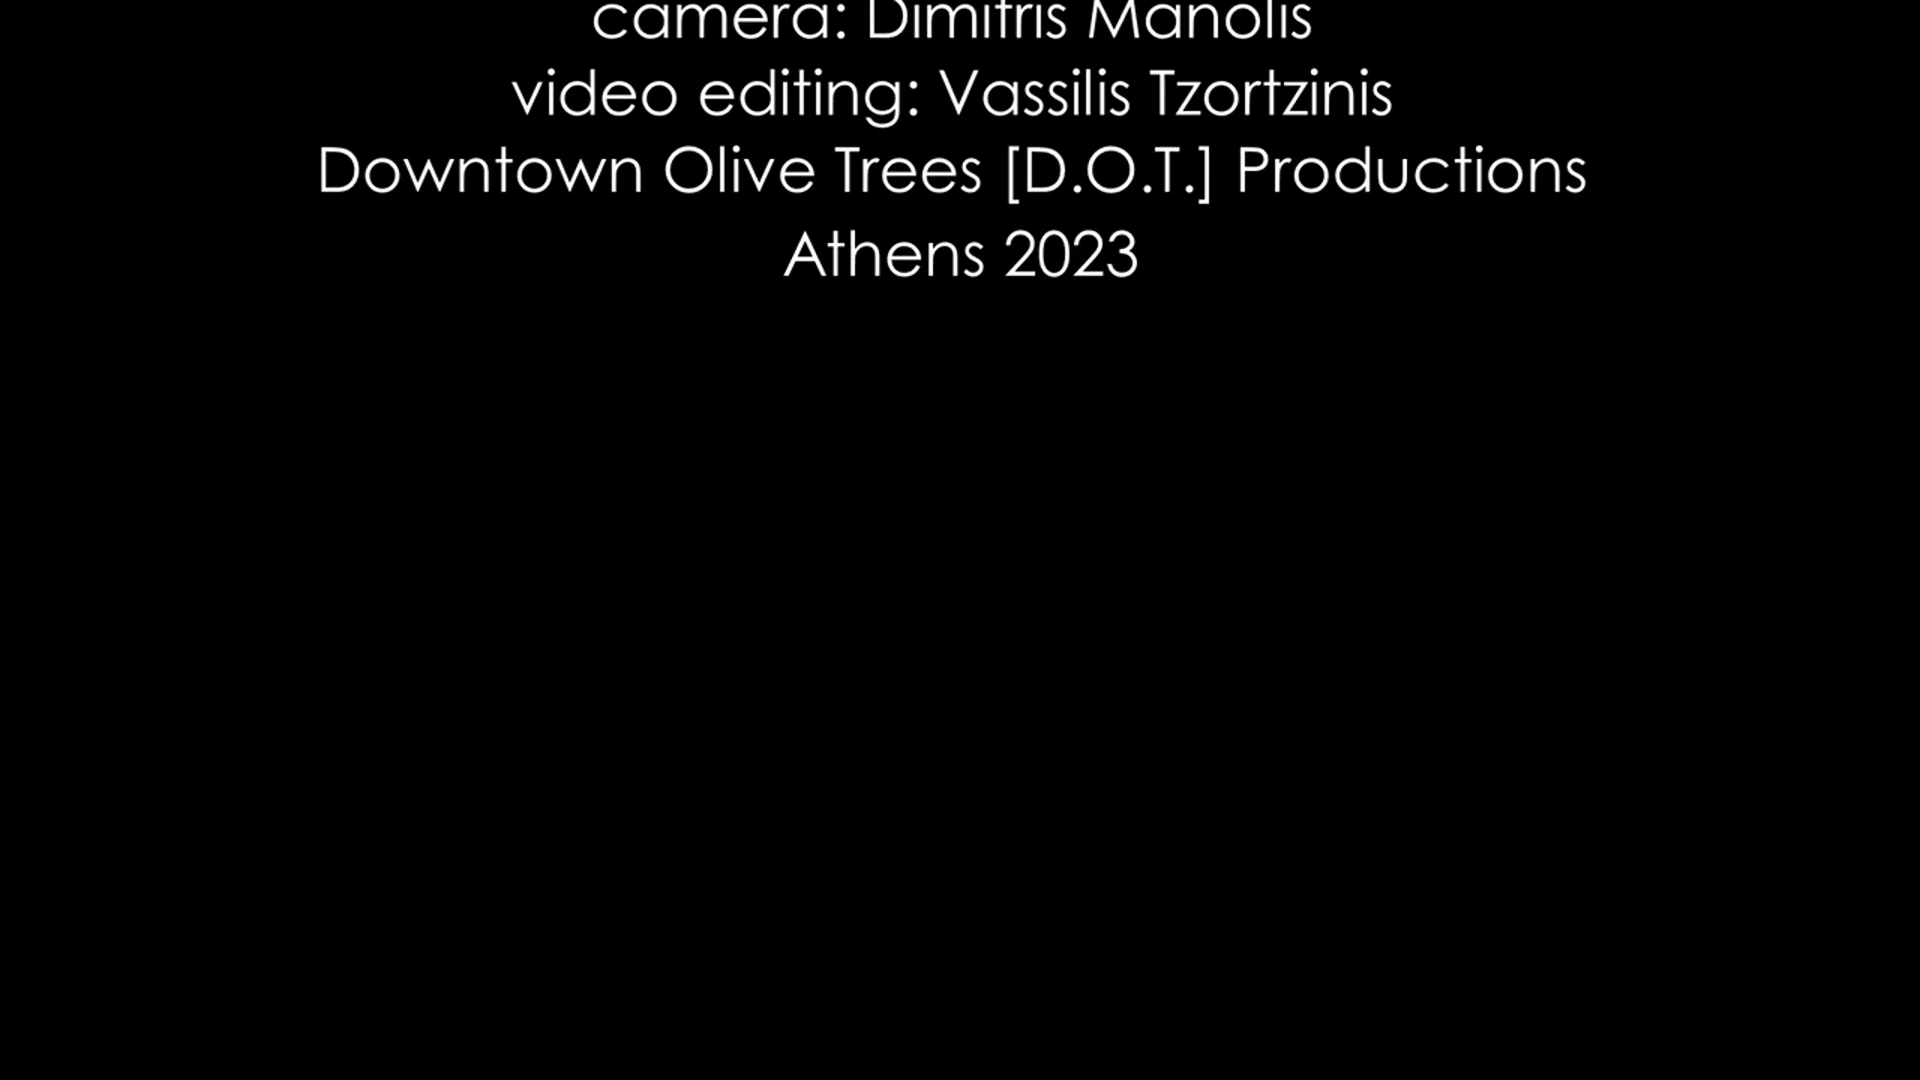 camera: Dimitris Manolis
video editing: Vassilis Tzortzinis
Downtown Olive Trees [D.O.T.] Productions
Athens 2023